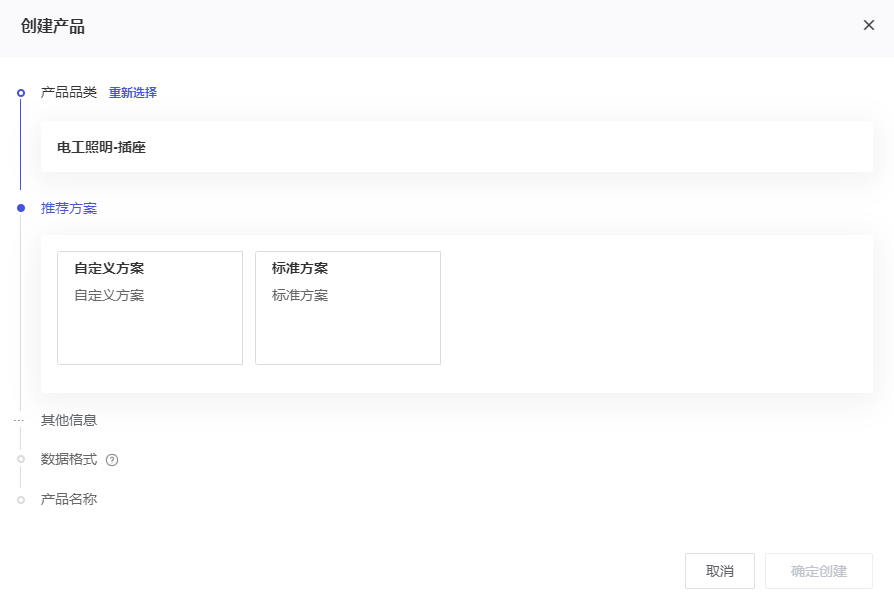 创建产品
产品品类 重新选择
电工照明-插座
推荐方案
自定义方案 标准方案
自定义方案 标准方案
其他信息
数据格式
产品名称
取消 确定创建